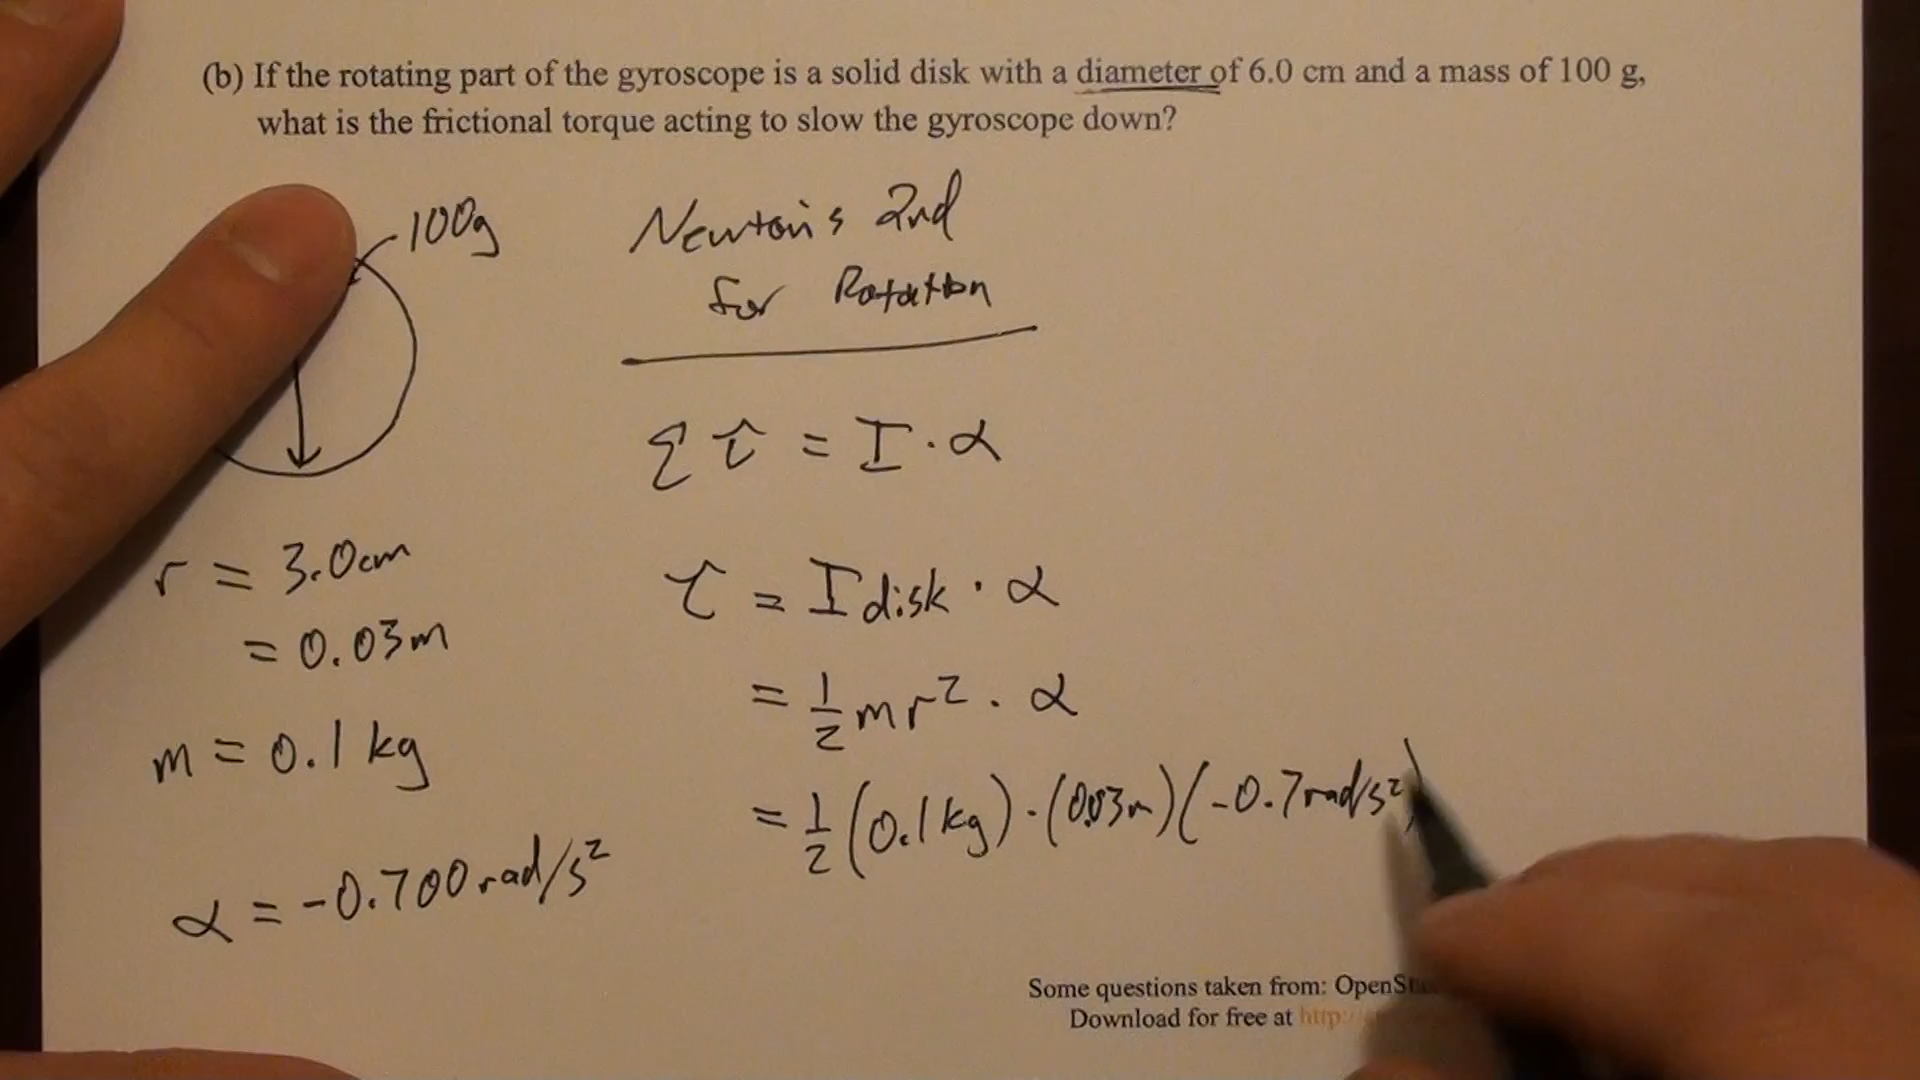 (b) If the rotating part of the gyroscope is a solid disk with a diameter of 6.0 cm and a mass of 100 g,
what is the frictional torque acting to slow the gyroscope down?
100g
r = 3.0cm
= 0.03m
m = 0.1 kg
α = -0.700 rad/s²
Newton's 2nd
for Rotation
Στ = I · α
τ = Idisk · α
= 1/2 mr² · α
= 1/2 (0.1kg) · (0.03m)(-0.7rad/s²)
Some questions taken from:
Download for free at